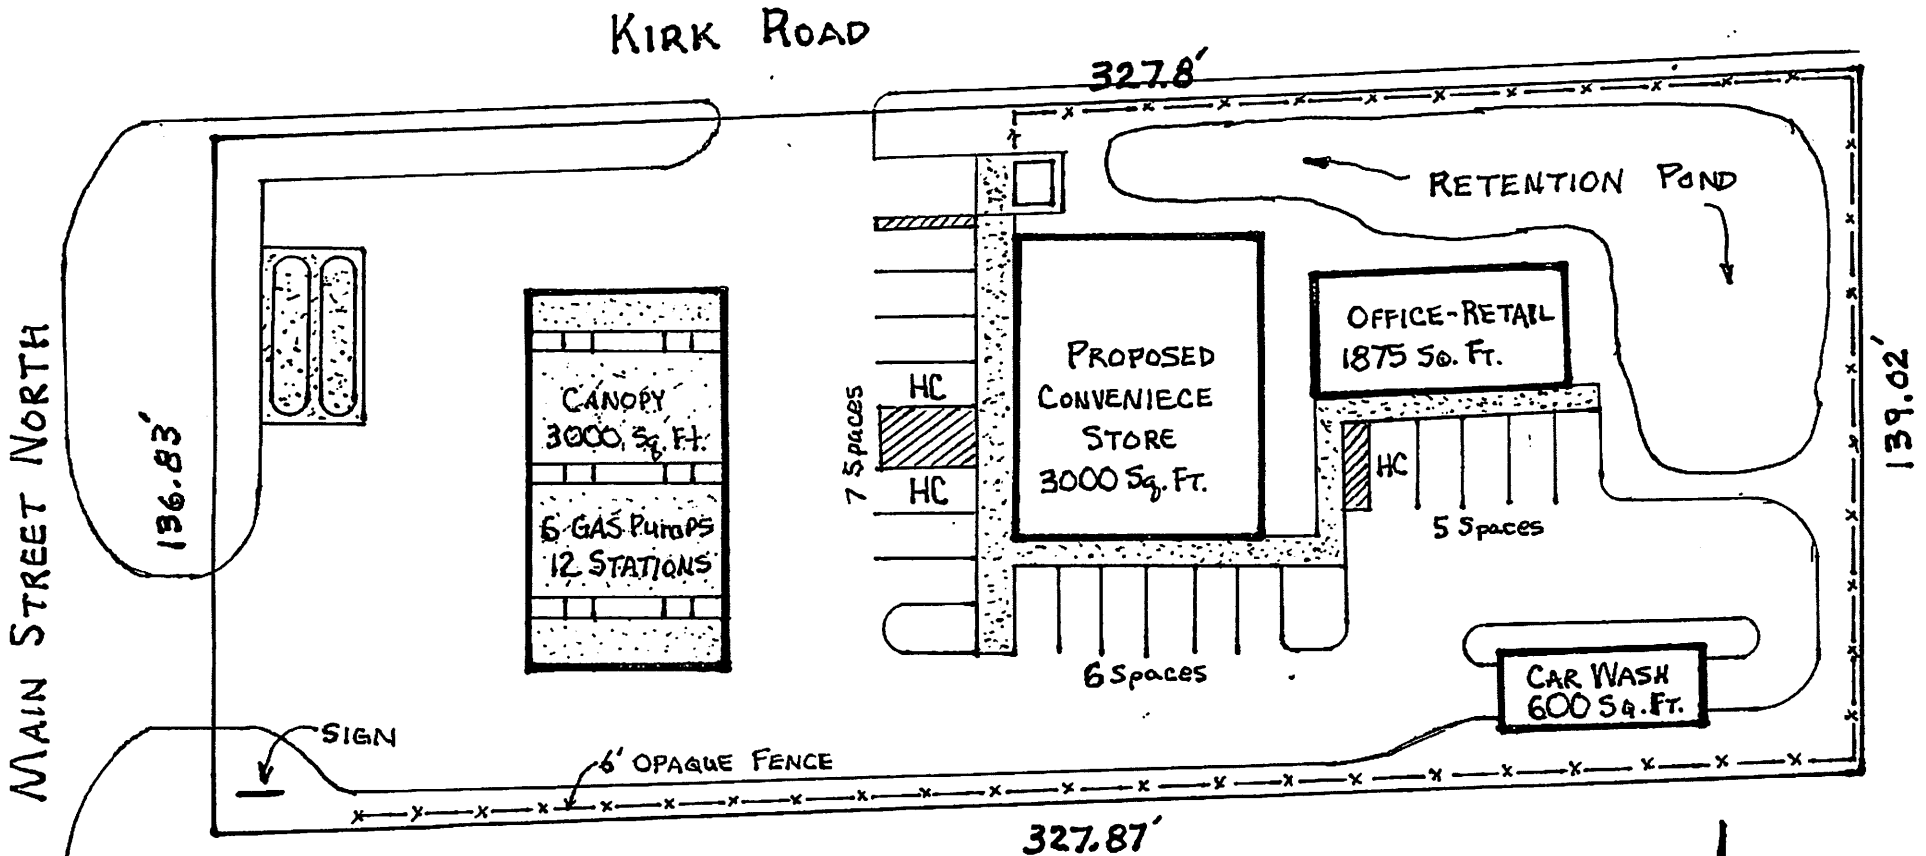 KIRK ROAD
327.8'
RETENTION POND
OFFICE-RETAIL
1875 SQ. FT.
PROPOSED
CONVENIECE
STORE
3000 SQ. FT.
HC
7 Spaces
HC
CANOPY
3000 Sq. Ft.
6 GAS PUMPS
12 STATIONS
HC
5 Spaces
139.02'
136.83'
MAIN STREET NORTH
6 Spaces
CAR WASH
600 SQ. FT.
SIGN
6' OPAQUE FENCE
327.87'